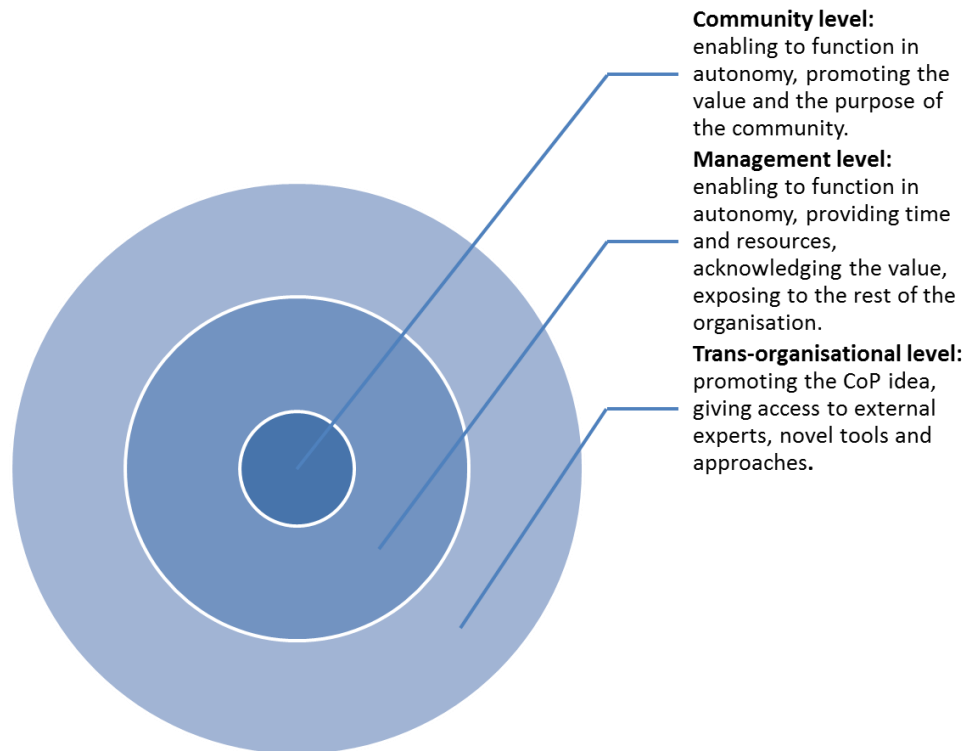 Community level:
enabling to function in
autonomy, promoting the
value and the purpose of
the community.
Management level:
enabling to function in
autonomy, providing time
and resources,
acknowledging the value,
exposing to the rest of the
organisation.
Trans-organisational level:
promoting the CoP idea,
giving access to external
experts, novel tools and
approaches.